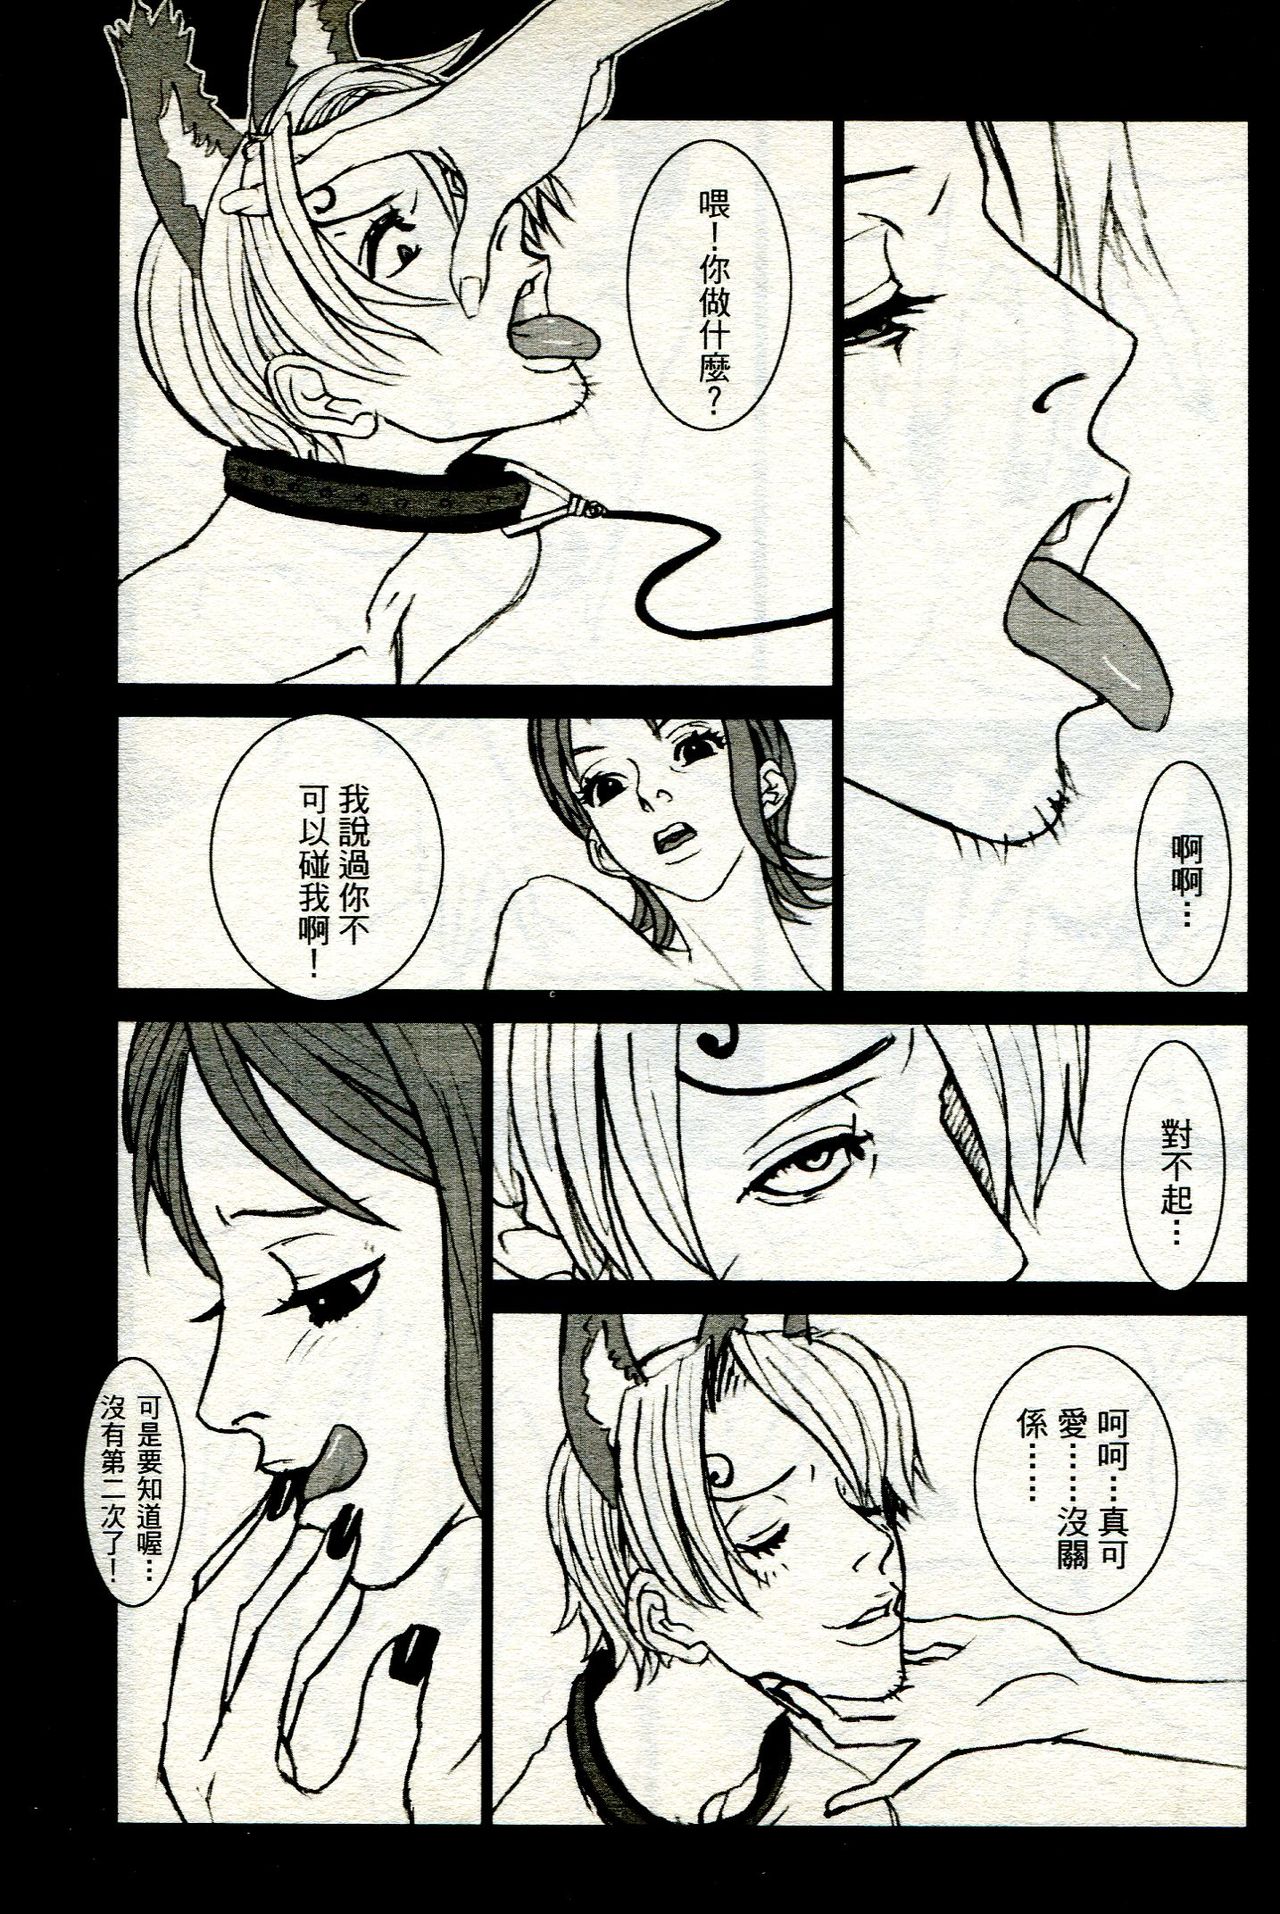 啊啊…
喂！你做什麼？
我說過你不
可以碰我啊！
對不起…
呵呵…真可
愛……沒關
係……
可是要知道喔…
沒有第二次了！